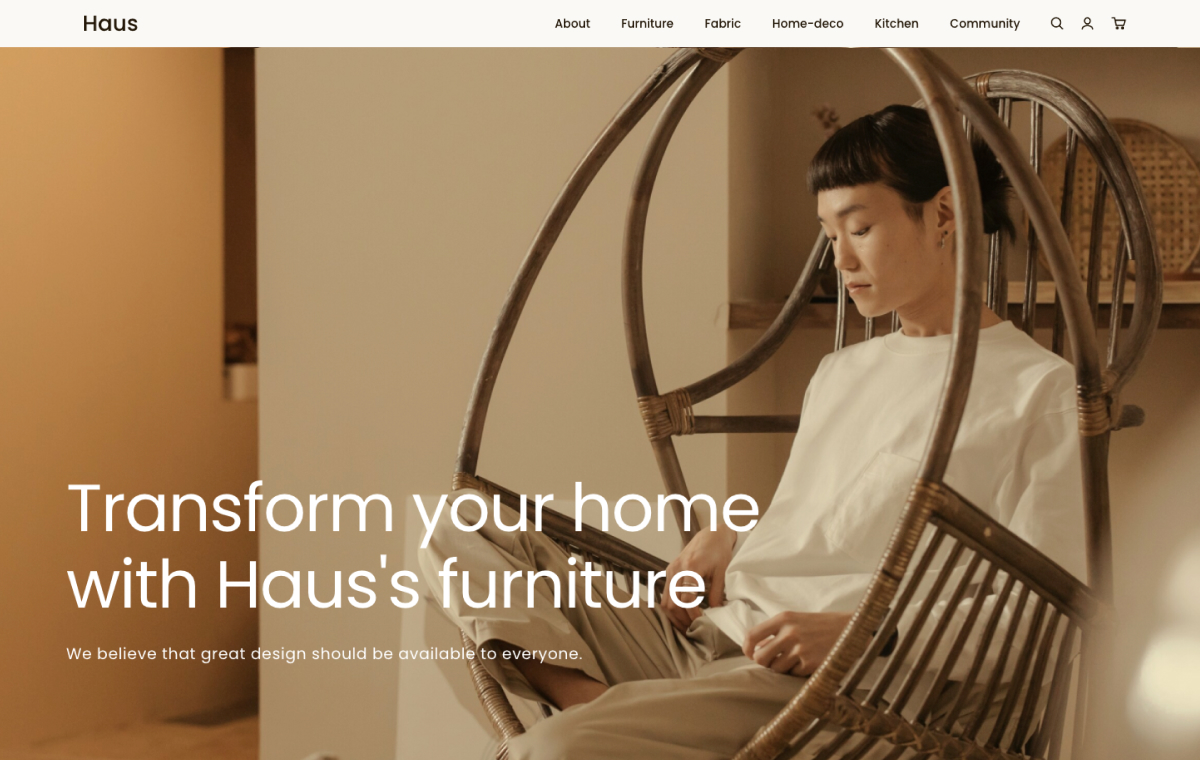 Haus
About
Furniture
Fabric
Home-deco
Kitchen
Community
Transform your home
with Haus's furniture
We believe that great design should be available to everyone.